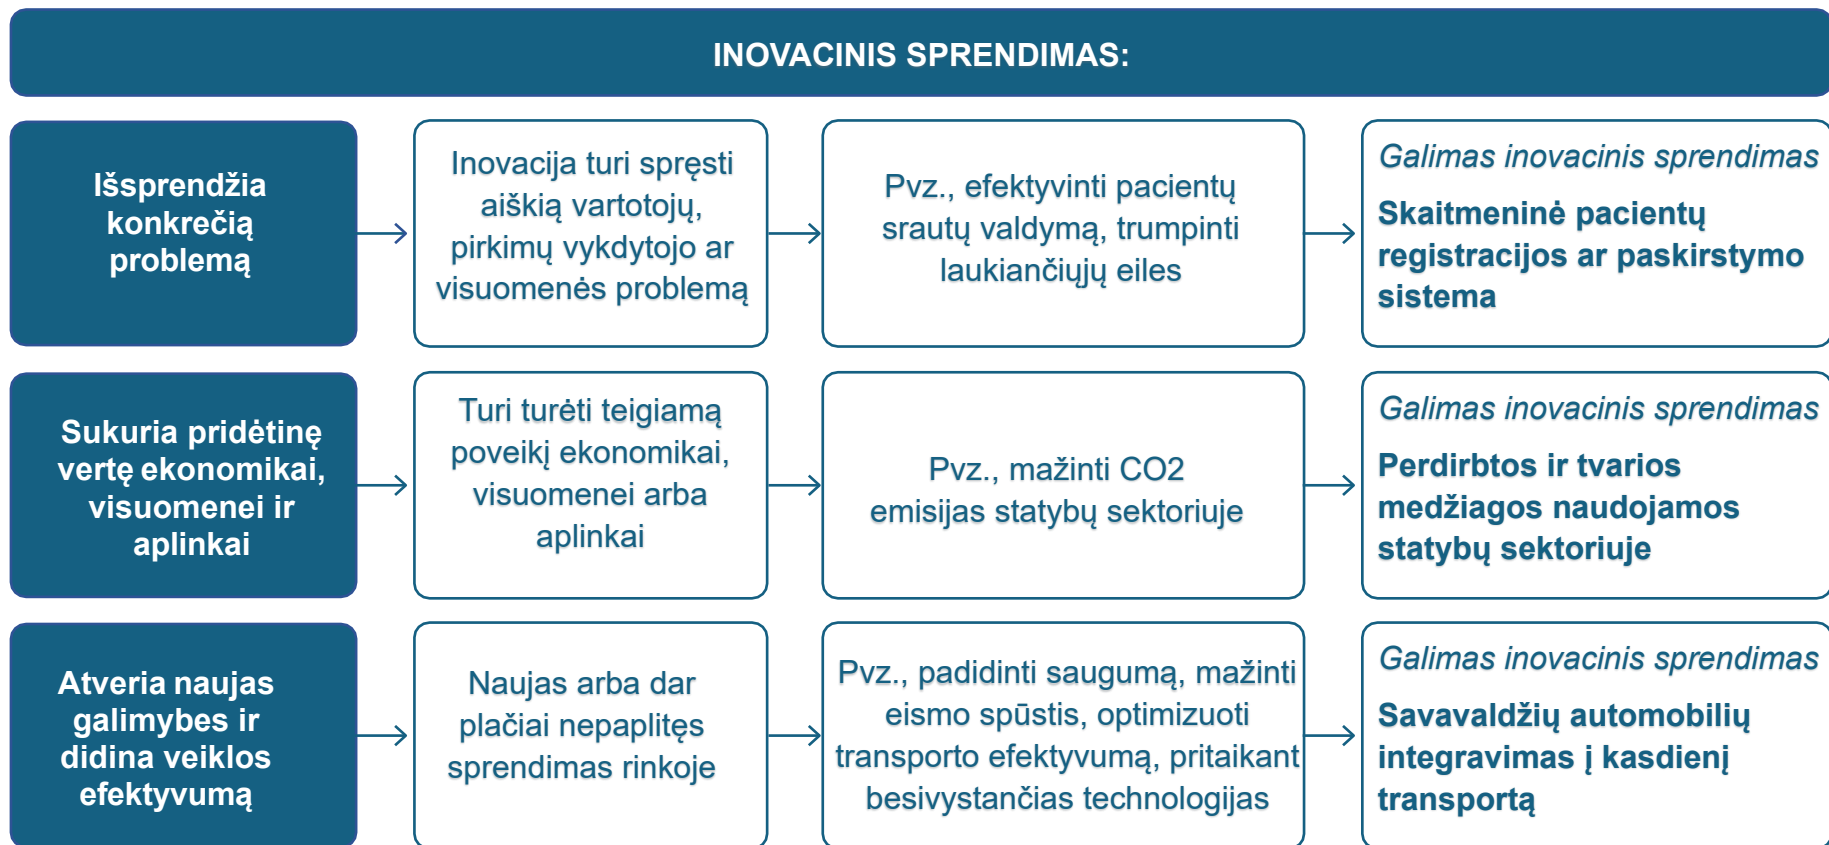 INOVACINIS SPRENDIMAS:
Išsprendžia
konkrečią
problemą
Inovacija turi spręsti
aiškią vartotojų,
pirkimų vykdytojo ar
visuomenės problemą
Pvz., efektyvinti pacientų
srautų valdymą, trumpinti
laukiančiųjų eiles
Galimas inovacinis sprendimas
Skaitmeninė pacientų
registracijos ar paskirstymo
sistema
Sukuria pridėtinę
vertę ekonomikai,
visuomenei ir
aplinkai
Turi turėti teigiamą
poveikį ekonomikai,
visuomenei arba
aplinkai
Pvz., mažinti CO2
emisijas statybų sektoriuje
Galimas inovacinis sprendimas
Perdirbtos ir tvarios
medžiagos naudojamos
statybų sektoriuje
Atveria naujas
galimybes ir
didina veiklos
efektyvumą
Naujas arba dar
plačiai nepaplitęs
sprendimas rinkoje
Pvz., padidinti saugumą, mažinti
eismo spūstis, optimizuoti
transporto efektyvumą, pritaikant
besivystančias technologijas
Galimas inovacinis sprendimas
Savavaldžių automobilių
integravimas į kasdienį
transportą